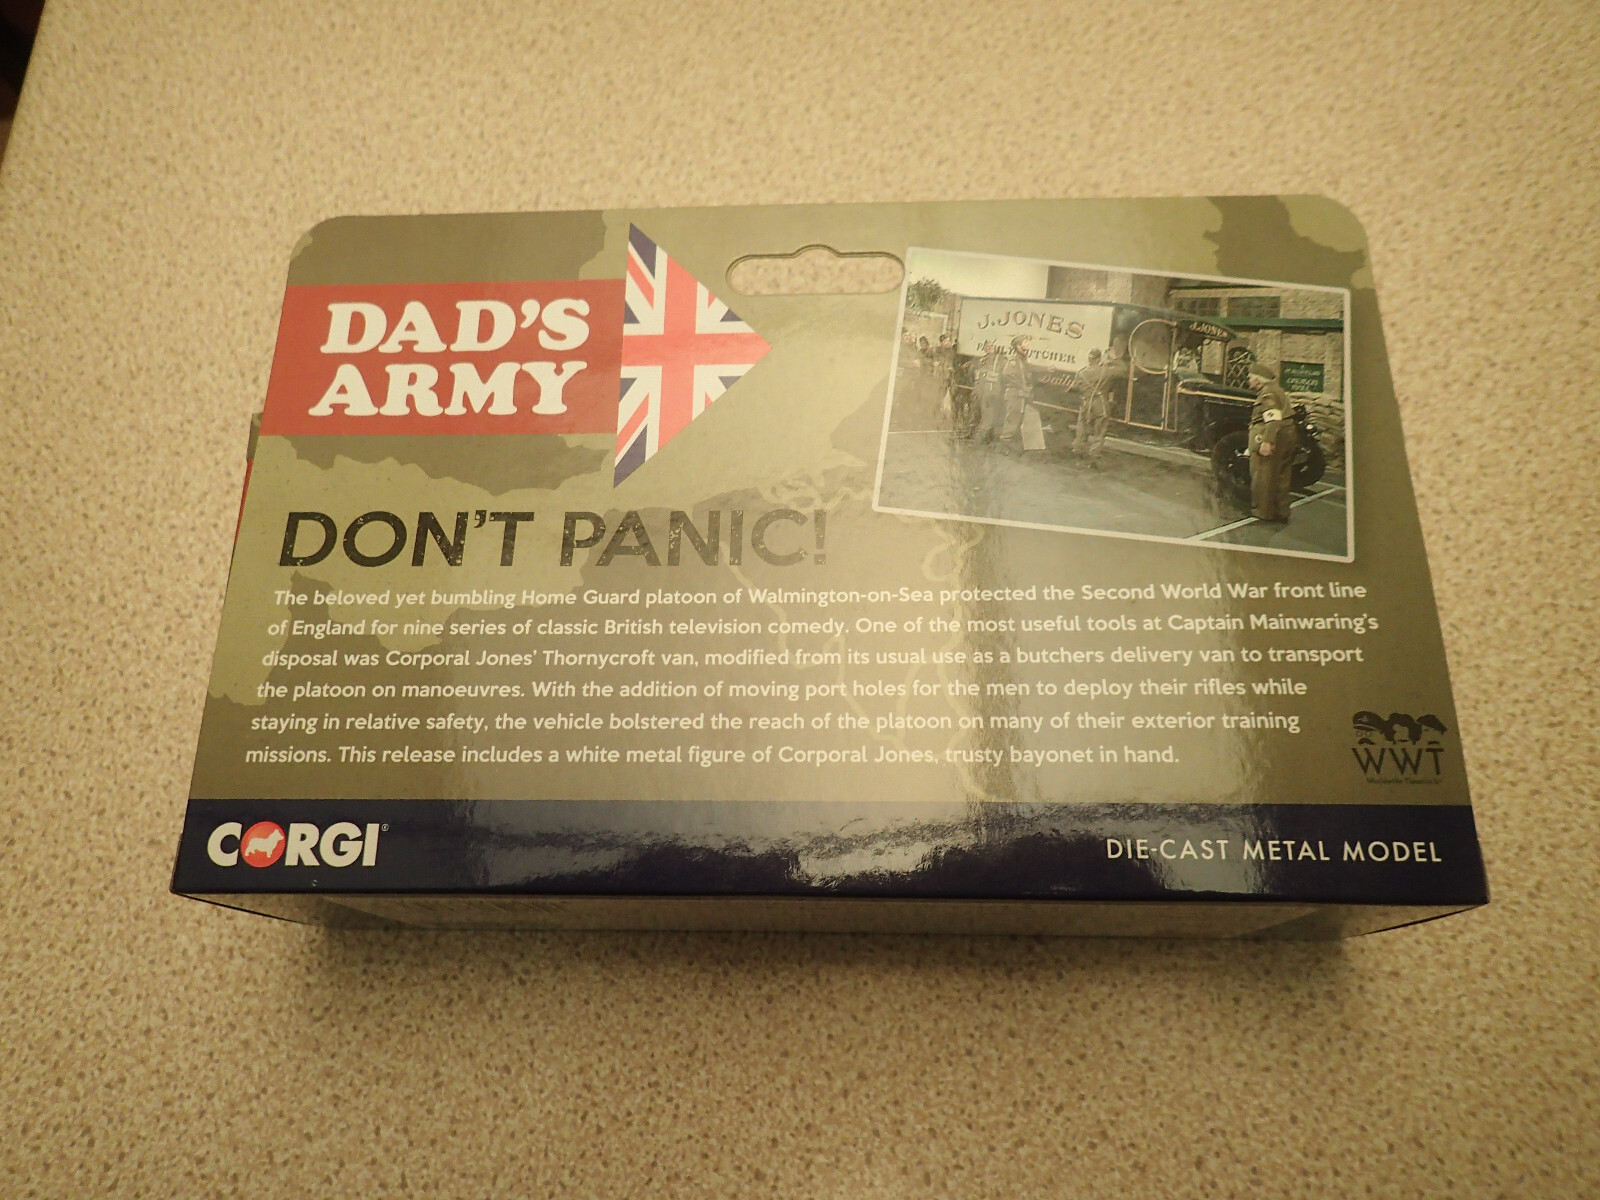 DAD'S
ARMY
J.JONES
FAMILY BUTCHER
Daily
J.JONES
DON'T PANIC!
The beloved yet bumbling Home Guard platoon of Walmington-on-Sea protected the Second World War front line
of England for nine series of classic British television comedy. One of the most useful tools at Captain Mainwaring's
disposal was Corporal Jones' Thornycroft van, modified from its usual use as a butchers delivery van to transport
the platoon on manoeuvres. With the addition of moving port holes for the men to deploy their rifles while
staying in relative safety, the vehicle bolstered the reach of the platoon on many of their exterior training
missions. This release includes a white metal figure of Corporal Jones, trusty bayonet in hand.
WWT
CORGI®
DIE-CAST METAL MODEL